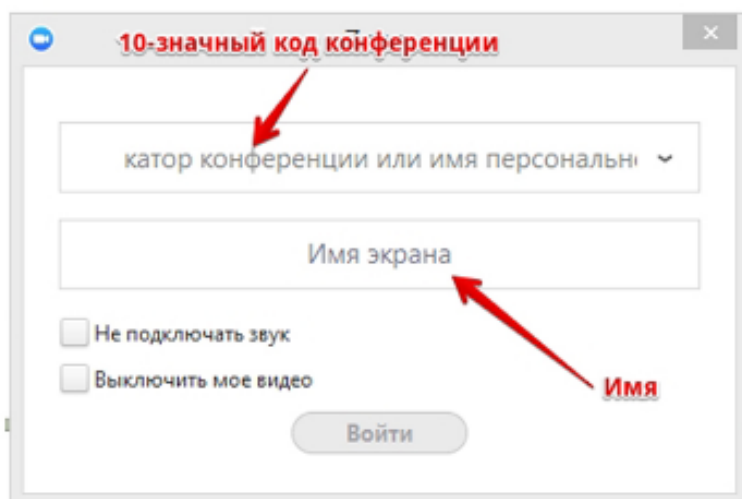 10-значный код конференции
катор конференции или имя персональн
Имя экрана
Не подключать звук
Выключить мое видео
Имя
Войти